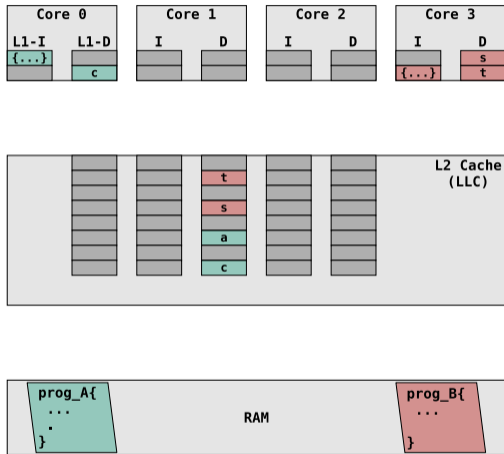 Core 0 Core 1 Core 2 Core 3
L1-I L1-D I D I D I D
{...} s
c {...} t
L2 Cache
(LLC)
t
s
a
c
prog_A{ prog_B{
... ...
RAM
.
} }